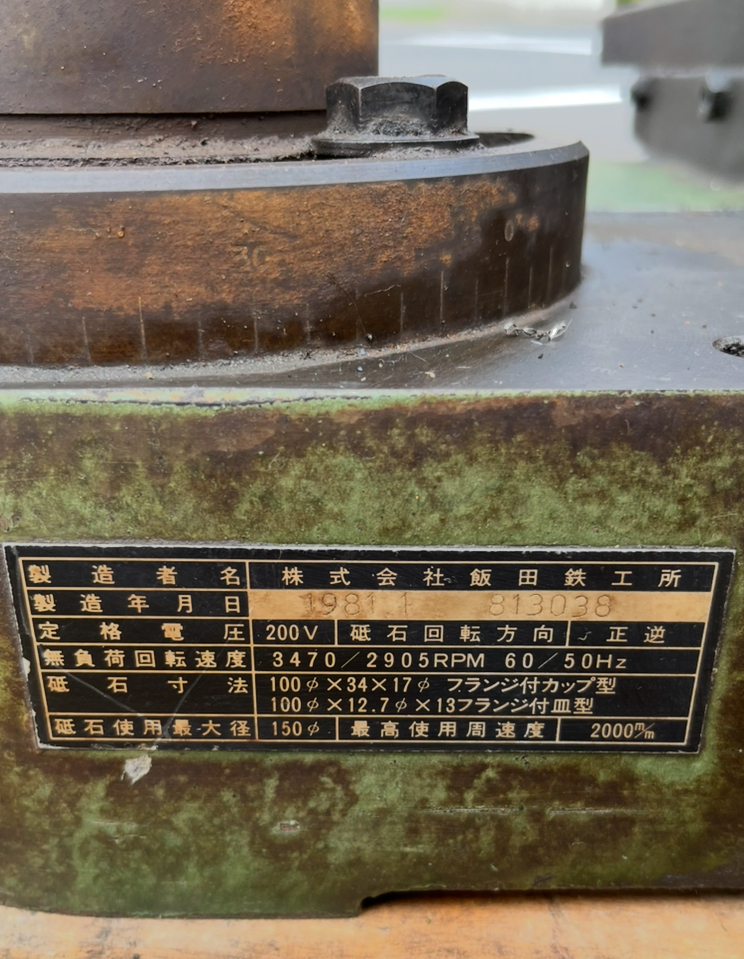 30
0
製造者名 株式会社飯田鉄工所
製造年月日 1981.1 813038
定格電圧 200V 砥石回転方向 正逆
無負荷回転速度 3470/2905RPM 60/50Hz
砥石寸法 100φ×34×17φ フランジ付カップ型
100φ×12.7φ×13フランジ付皿型
砥石使用最大径 150φ 最高使用周速度 2000m/m